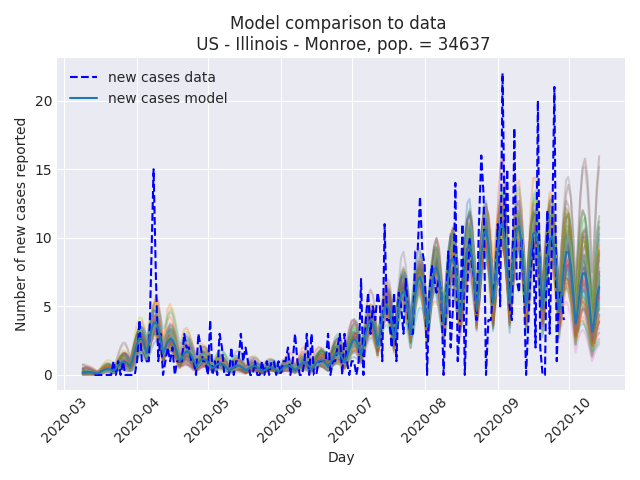 Model comparison to data
US - Illinois - Monroe, pop. = 34637
new cases data
new cases model
Number of new cases reported
20
15
10
5
0
2020-03
2020-04
2020-05
2020-06
2020-07
2020-08
2020-09
2020-10
Day